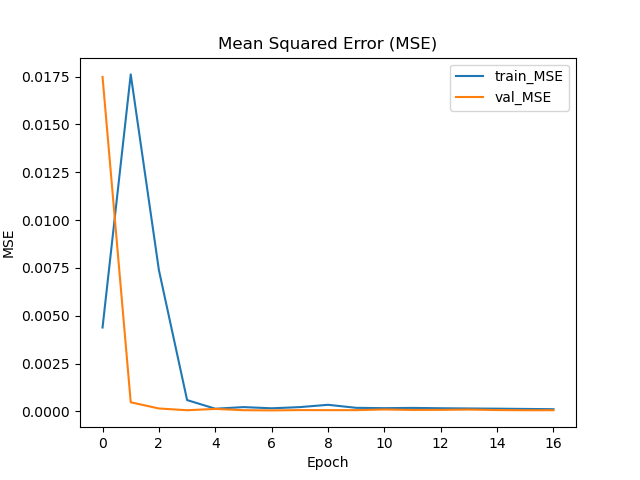 Mean Squared Error (MSE)
train_MSE
val_MSE
0.0175
0.0150
0.0125
0.0100
0.0075
0.0050
0.0025
0.0000
MSE
0 2 4 6 8 10 12 14 16
Epoch